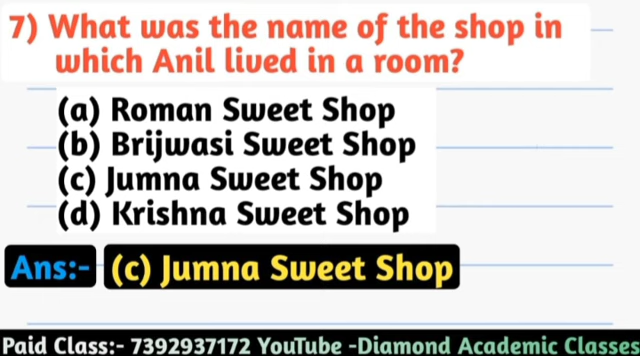 7) What was the name of the shop in
which Anil lived in a room?
(a) Roman Sweet Shop
(b) Brijwasi Sweet Shop
(c) Jumna Sweet Shop
(d) Krishna Sweet Shop
Ans:- (c) Jumna Sweet Shop
Paid Class:- 7392937172 YouTube -Diamond Academic Classes